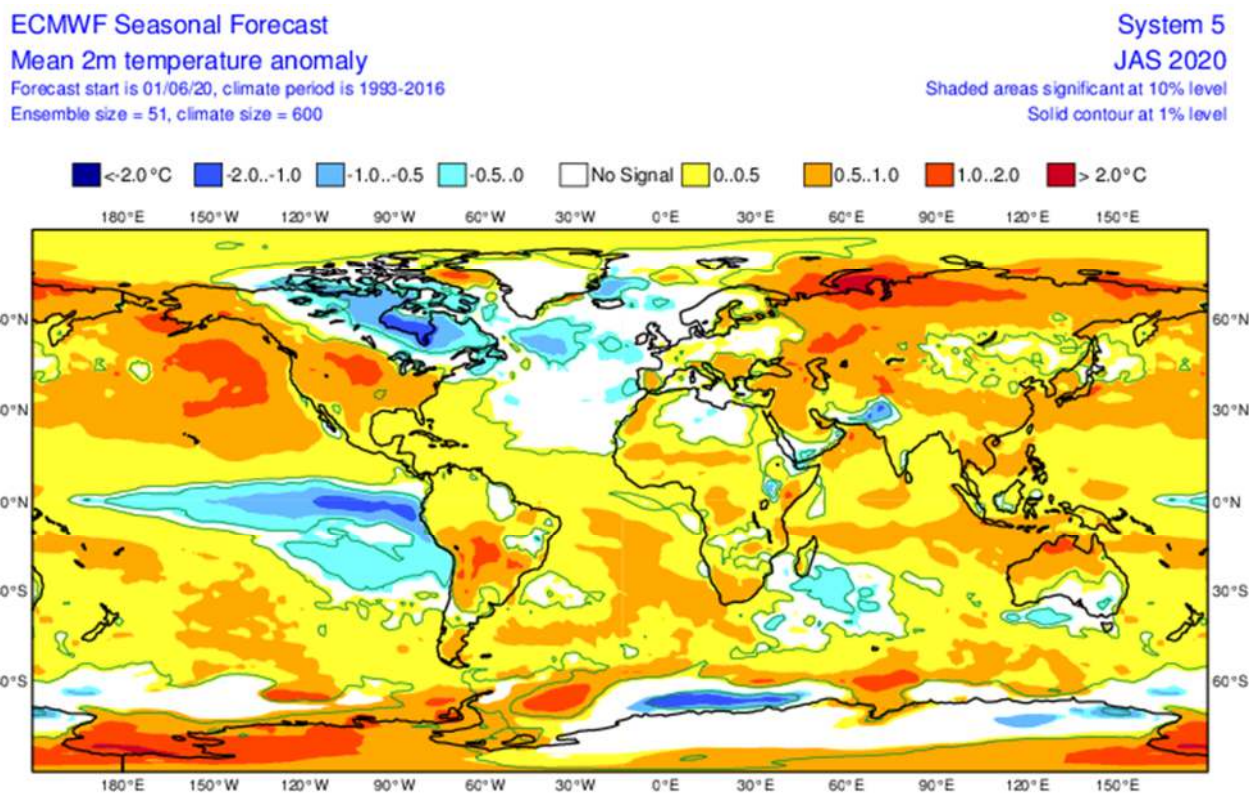 ECMWF Seasonal Forecast
System 5
Mean 2m temperature anomaly
JAS 2020
Forecast start is 01/06/20, climate period is 1993-2016
Shaded areas significant at 10% level
Ensemble size = 51, climate size = 600
Solid contour at 1% level
<-2.0°C -2.0..-1.0 -1.0..-0.5 -0.5..0 No Signal 0..0.5 0.5..1.0 1.0..2.0 > 2.0°C
180°E 150°W 120°W 90°W 60°W 30°W 0°E 30°E 60°E 90°E 120°E 150°E
0°N 60°N
0°N 30°N
0°N 0°N
0°S 30°S
0°S 60°S
180°E 150°W 120°W 90°W 60°W 30°W 0°E 30°E 60°E 90°E 120°E 150°E